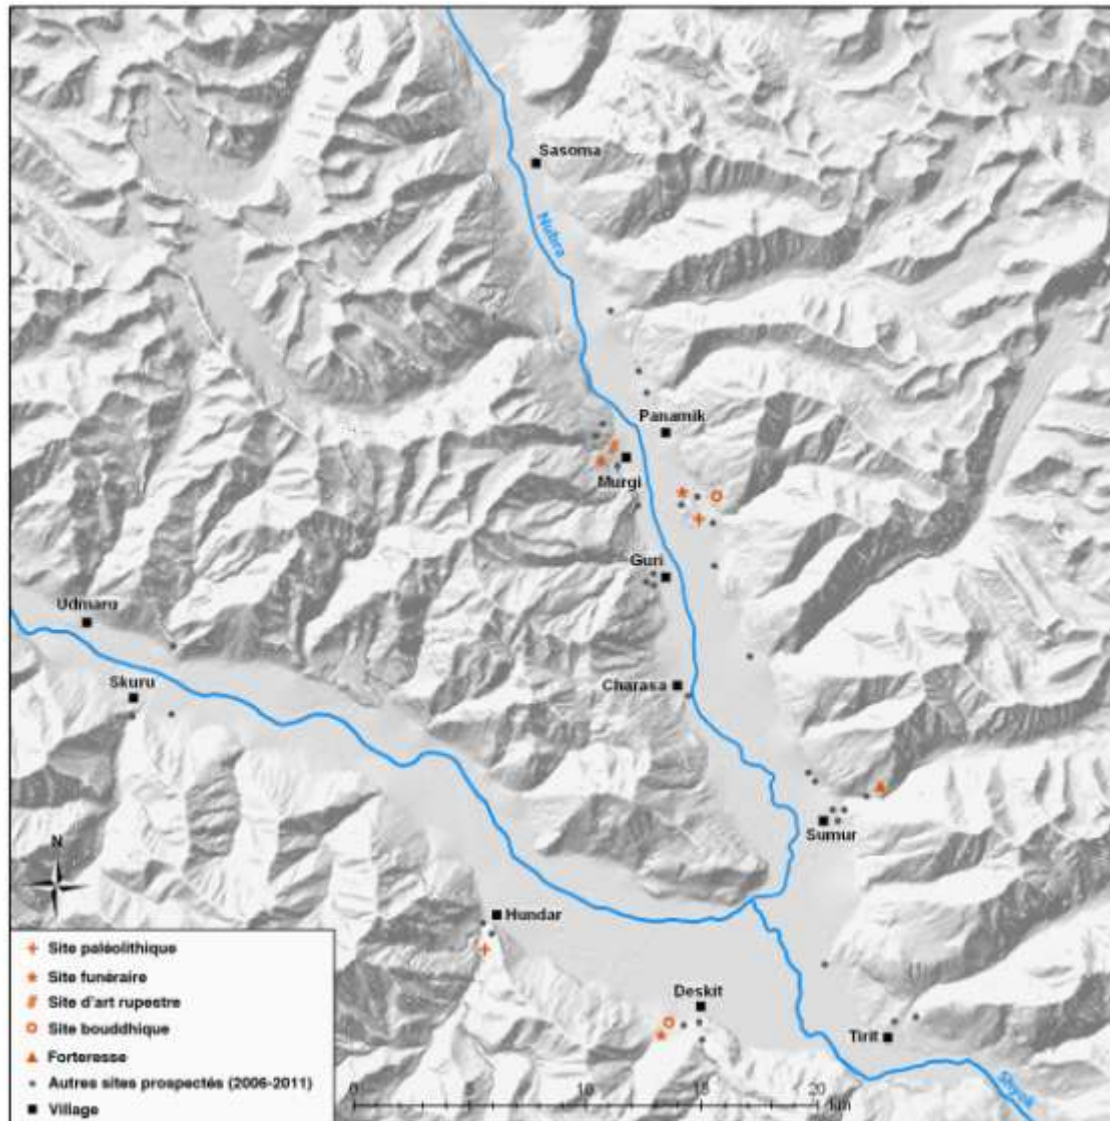 Sasoma
Nubra
Panamik
Murgi
Guri
Udmaru
Skuru
Charasa
Sumur
N
Hundar
Deskit
Tirit
Shyok
Site paléolithique
Site funéraire
Site d'art rupestre
Site bouddhique
Forteresse
Autres sites prospectés (2006-2011)
Village
0 10 15 20
km